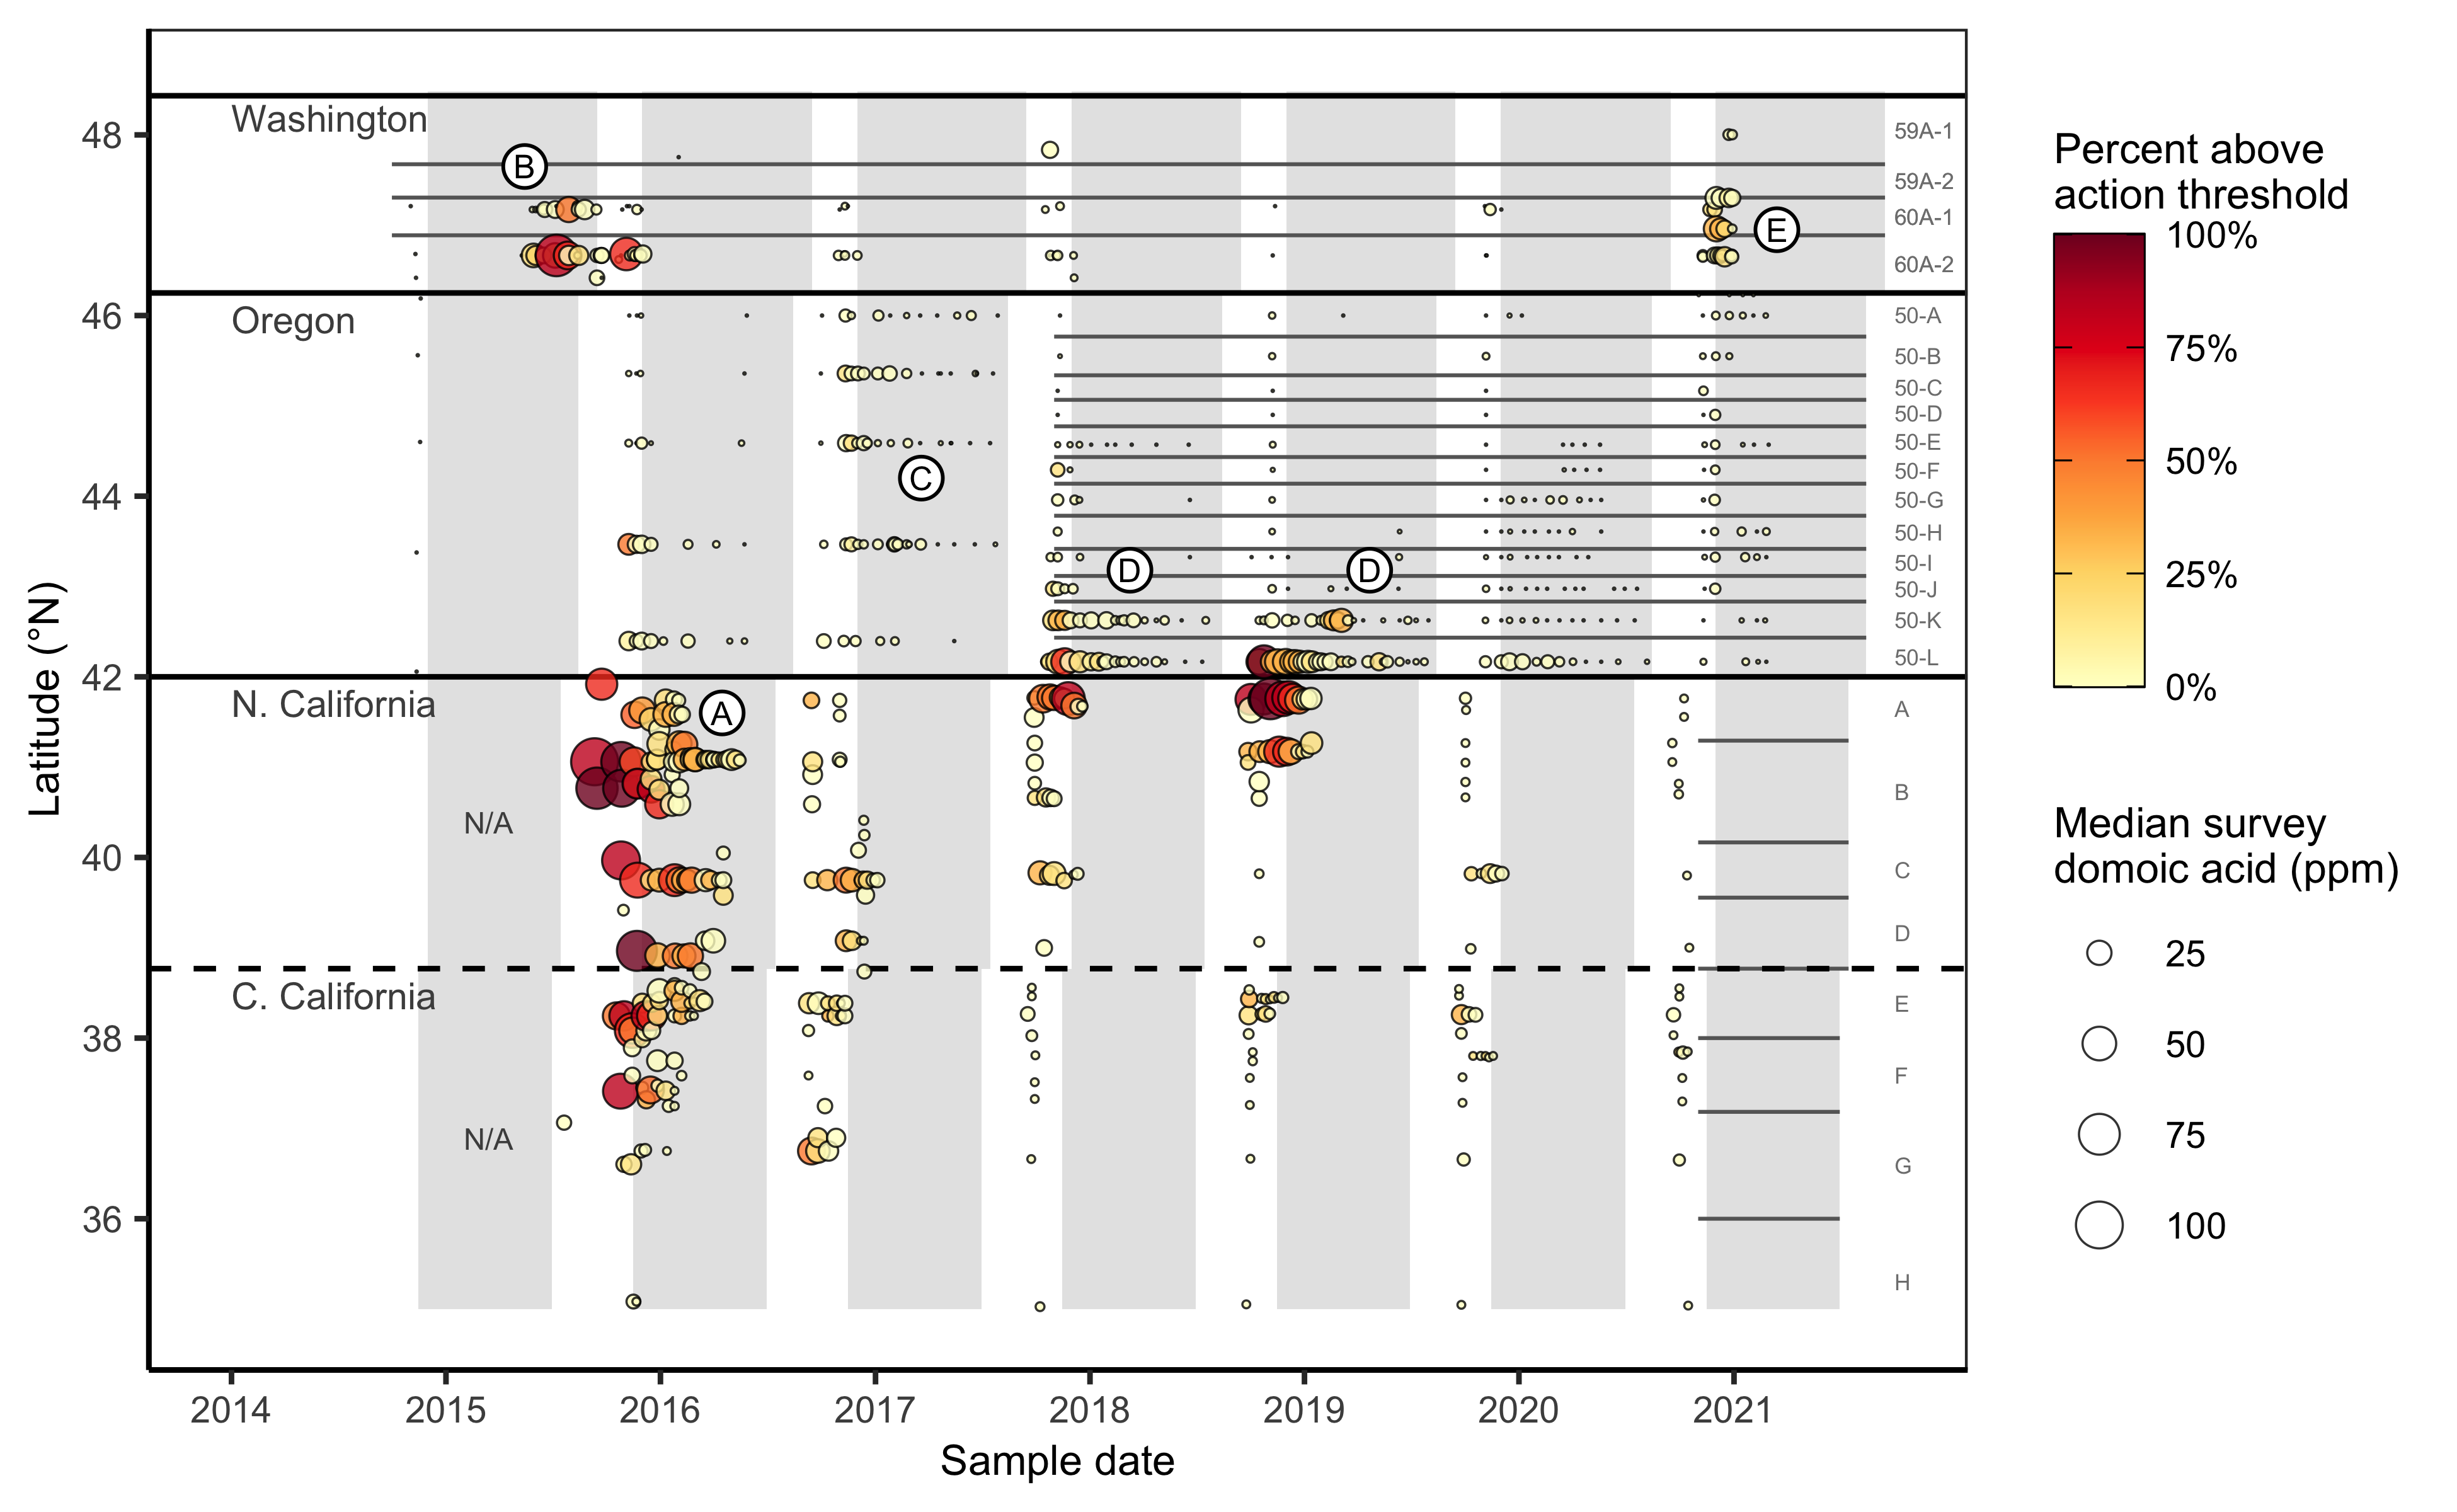 Washington
48
59A-1
B
59A-2
60A-1
E
60A-2
Oregon
46
50-A
50-B
50-C
50-D
50-E
50-F
C
44
50-G
50-H
D
D
50-I
50-J
50-K
50-L
42
N. California
A
A
B
N/A
40
C
D
C. California
E
38
F
N/A
G
36
H
2014
2015
2016
2017
2018
2019
2020
2021
Sample date
Latitude (°N)
Percent above
action threshold
100%
75%
50%
25%
0%
Median survey
domoic acid (ppm)
25
50
75
100